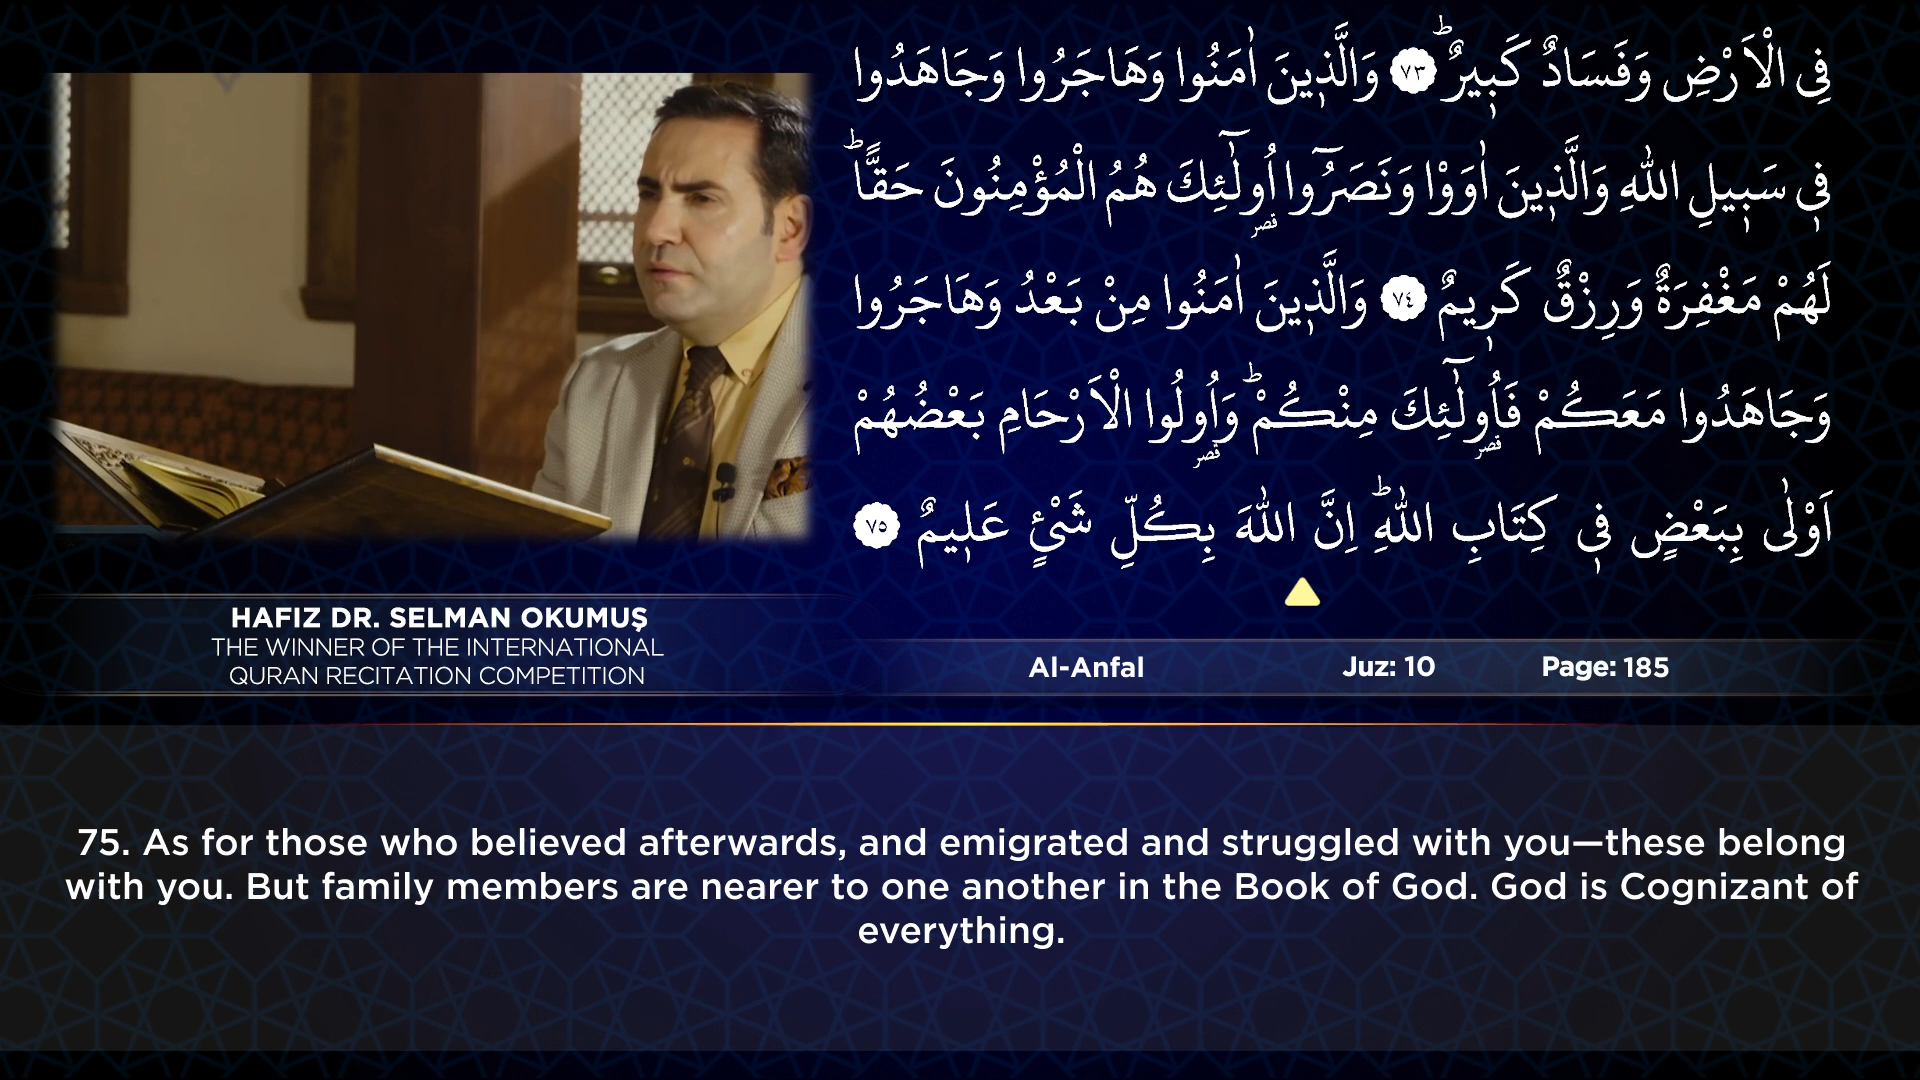 فِى الْاَرْضِ وَفَسَادٌ كَبٖيرٌؕ ﴿٧٣﴾ وَالَّذٖينَ اٰمَنُوا وَهَاجَرُوا وَجَاهَدُوا
فٖى سَبٖيلِ اللّٰهِ وَالَّذٖينَ اٰوَوْا وَنَصَرُٓوا اُو۬لٰٓئِكَ هُمُ الْمُؤْمِنُونَ حَقًّاؕ
قصر
لَهُمْ مَغْفِرَةٌ وَرِزْقٌ كَرٖيمٌ ﴿٧٤﴾ وَالَّذٖينَ اٰمَنُوا مِنْ بَعْدُ وَهَاجَرُوا
وَجَاهَدُوا مَعَكُمْ فَاُولٰٓئِكَ مِنْكُمْؕ وَاُولُوا الْاَرْحَامِ بَعْضُهُمْ
قصر قصر
اَوْلٰى بِبَعْضٍ فٖى كِتَابِ اللّٰهِؕ اِنَّ اللّٰهَ بِكُلِّ شَيْئٍ عَلٖيمٌ ﴿٧٥﴾
HAFIZ DR. SELMAN OKUMUŞ
THE WINNER OF THE INTERNATIONAL
QURAN RECITATION COMPETITION
Al-Anfal Juz: 10 Page: 185
75. As for those who believed afterwards, and emigrated and struggled with you—these belong
with you. But family members are nearer to one another in the Book of God. God is Cognizant of
everything.